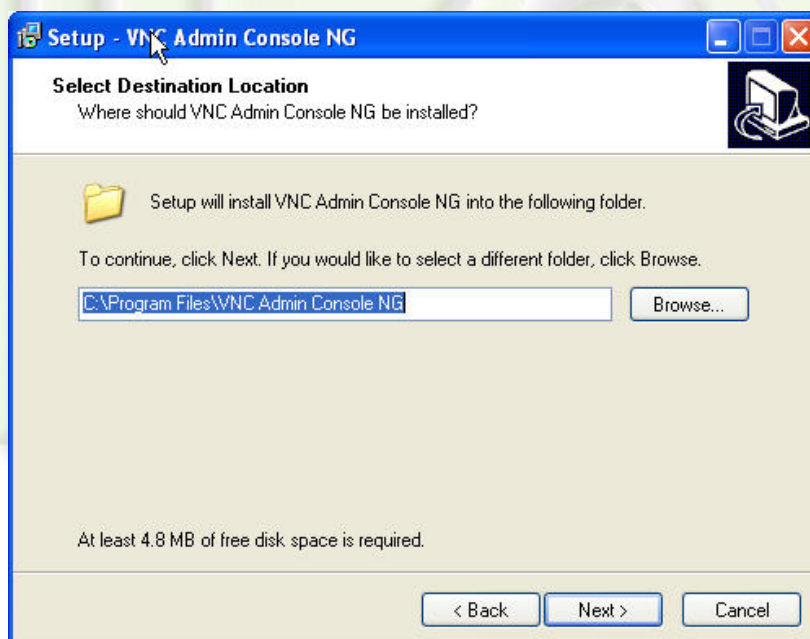 Setup - VNC Admin Console NG
Select Destination Location
Where should VNC Admin Console NG be installed?
Setup will install VNC Admin Console NG into the following folder.
To continue, click Next. If you would like to select a different folder, click Browse.
C:\Program Files\VNC Admin Console NG
Browse...
At least 4.8 MB of free disk space is required.
< Back
Next >
Cancel